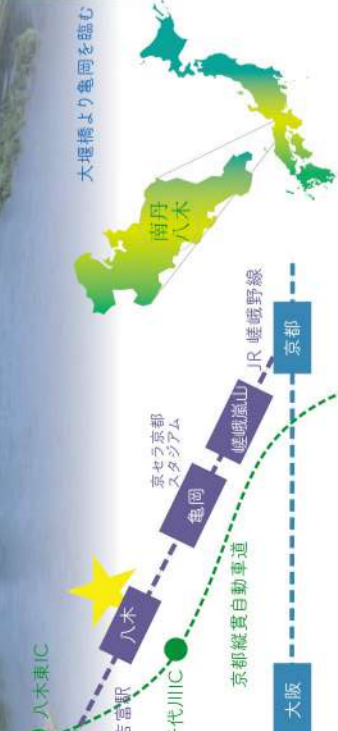 大堰橋より亀岡を臨む
南丹
八木
JR 嵯峨野線
京都
嵯峨嵐山
京セラ京都
スタジアム
亀岡
八木
八木東IC
吉富駅
代川IC
京都縦貫自動車道
大阪